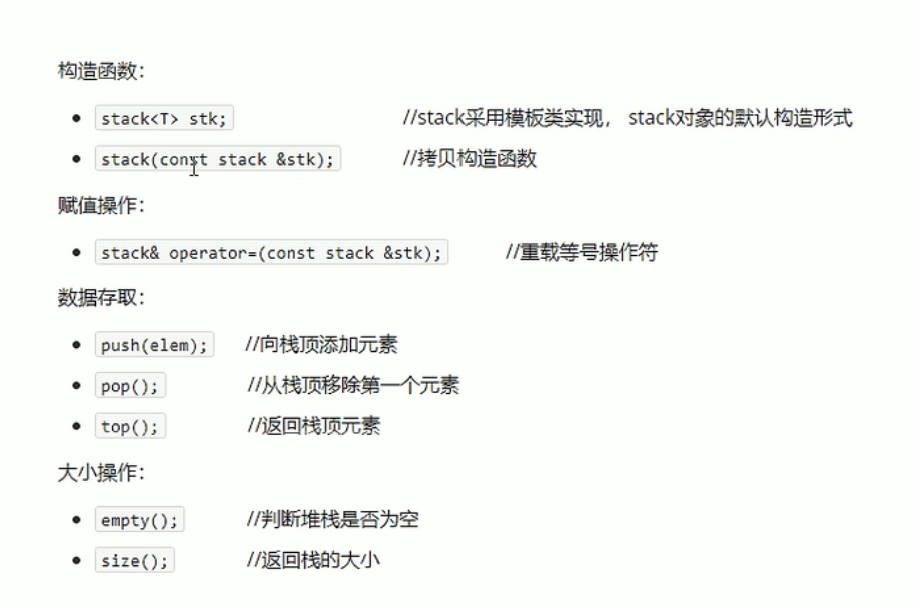 构造函数：
• stack<T> stk; //stack采用模板类实现， stack对象的默认构造形式
• stack(const stack &stk); //拷贝构造函数
赋值操作：
• stack& operator=(const stack &stk); //重载等号操作符
数据存取：
• push(elem); //向栈顶添加元素
• pop(); //从栈顶移除第一个元素
• top(); //返回栈顶元素
大小操作：
• empty(); //判断堆栈是否为空
• size(); //返回栈的大小